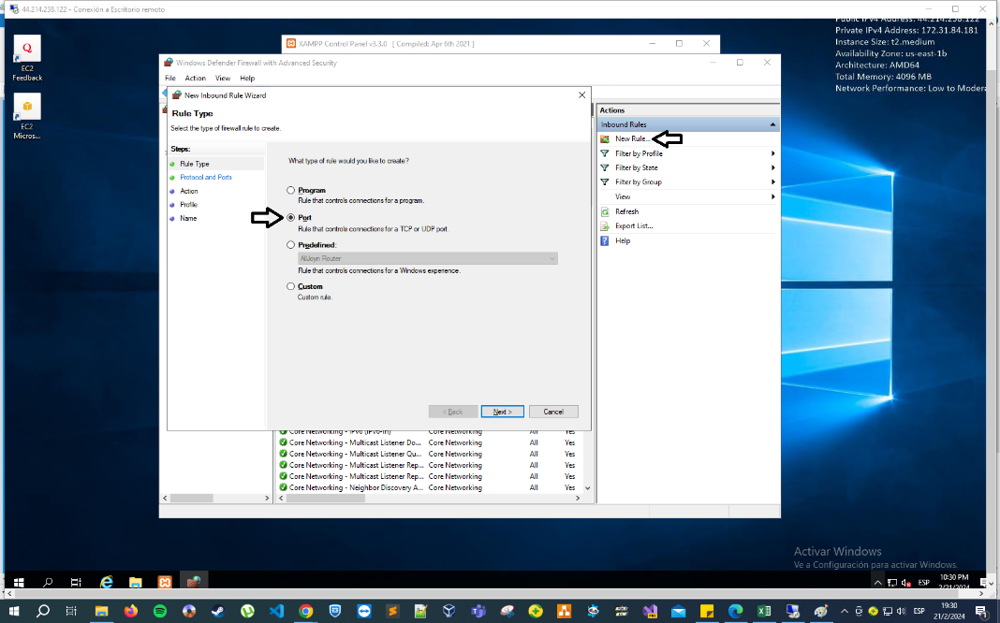 44.214.238.122 - Conexión a Escritorio remoto
Public IPv4 Address: 44.214.238.122
Private IPv4 Address: 172.31.84.181
Instance Size: t2.medium
Availability Zone: us-east-1b
Architecture: AMD64
Total Memory: 4096 MB
Network Performance: Low to Modera
EC2
Feedback
EC2
Micros...
XAMPP Control Panel v3.3.0 [ Compiled: Apr 6th 2021 ]
Windows Defender Firewall with Advanced Security
File Action View Help
New Inbound Rule Wizard
Rule Type
Select the type of firewall rule to create.
Steps:
Rule Type
Protocol and Ports
Action
Profile
Name
What type of rule would you like to create?
Program
Rule that controls connections for a program.
Port
Rule that controls connections for a TCP or UDP port.
Predefined:
AllJoyn Router
Rule that controls connections for a Windows experience.
Custom
Custom rule.
< Back Next > Cancel
Actions
Inbound Rules
New Rule...
Filter by Profile
Filter by State
Filter by Group
View
Refresh
Export List...
Help
Core Networking - IPv6 (IPv6-In) Core Networking All Yes
Core Networking - Multicast Listener Do... Core Networking All Yes
Core Networking - Multicast Listener Qu... Core Networking All Yes
Core Networking - Multicast Listener Rep... Core Networking All Yes
Core Networking - Multicast Listener Rep... Core Networking All Yes
Core Networking - Neighbor Discovery A... Core Networking All Yes
Activar Windows
Ve a Configuración para activar Windows.
ESP
10:30 PM
2/21/2024
ESP
19:30
21/2/2024